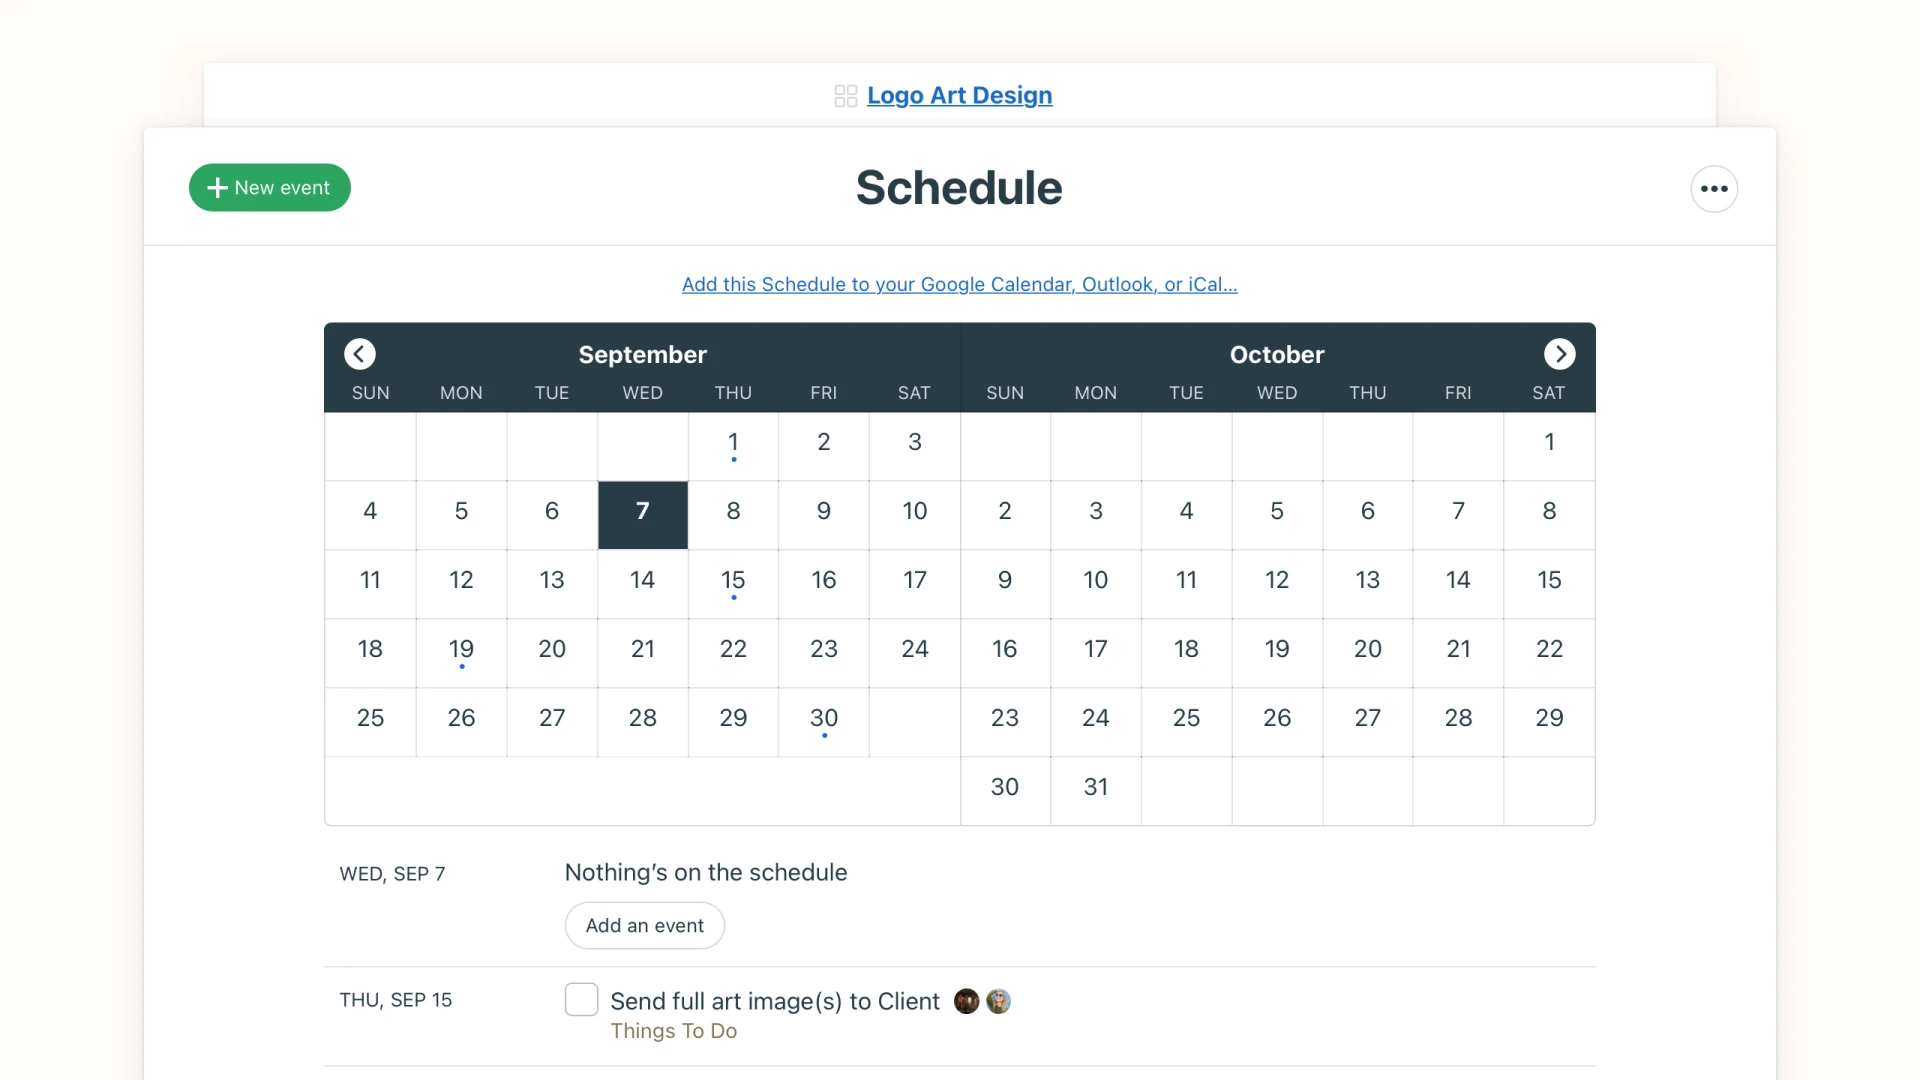 Logo Art Design
New event
Schedule
Add this Schedule to your Google Calendar, Outlook, or iCal...
September
SUN MON TUE WED THU FRI SAT
1 2 3
4 5 6 7 8 9 10
11 12 13 14 15 16 17
18 19 20 21 22 23 24
25 26 27 28 29 30
October
SUN MON TUE WED THU FRI SAT
1
2 3 4 5 6 7 8
9 10 11 12 13 14 15
16 17 18 19 20 21 22
23 24 25 26 27 28 29
30 31
WED, SEP 7
Nothing’s on the schedule
Add an event
THU, SEP 15
Send full art image(s) to Client
Things To Do